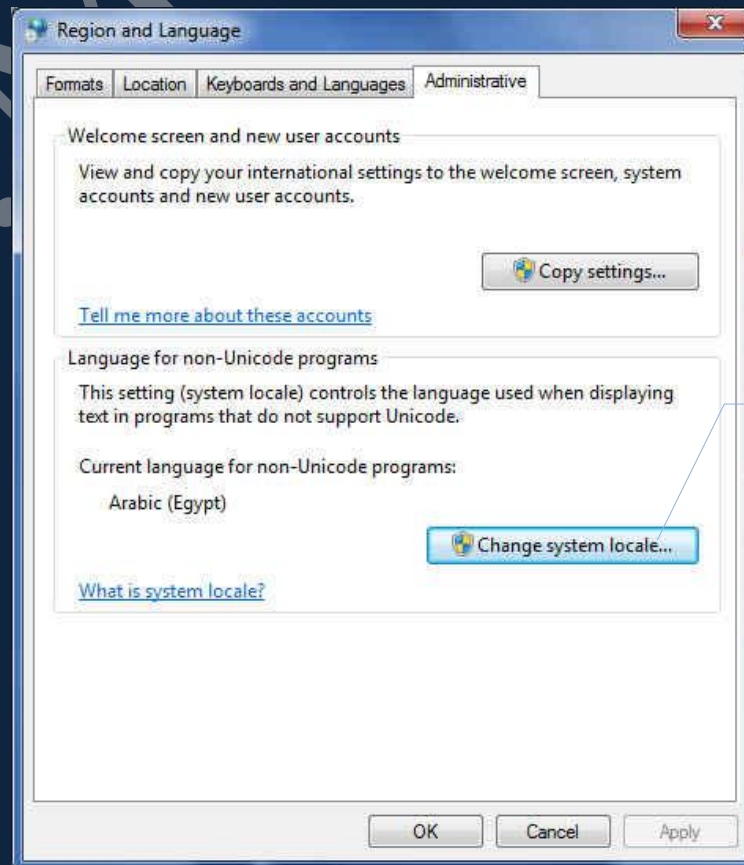 Region and Language
Formats Location Keyboards and Languages Administrative
Welcome screen and new user accounts
View and copy your international settings to the welcome screen, system
accounts and new user accounts.
Copy settings...
Tell me more about these accounts
Language for non-Unicode programs
This setting (system locale) controls the language used when displaying
text in programs that do not support Unicode.
Current language for non-Unicode programs:
Arabic (Egypt)
Change system locale...
What is system locale?
OK Cancel Apply